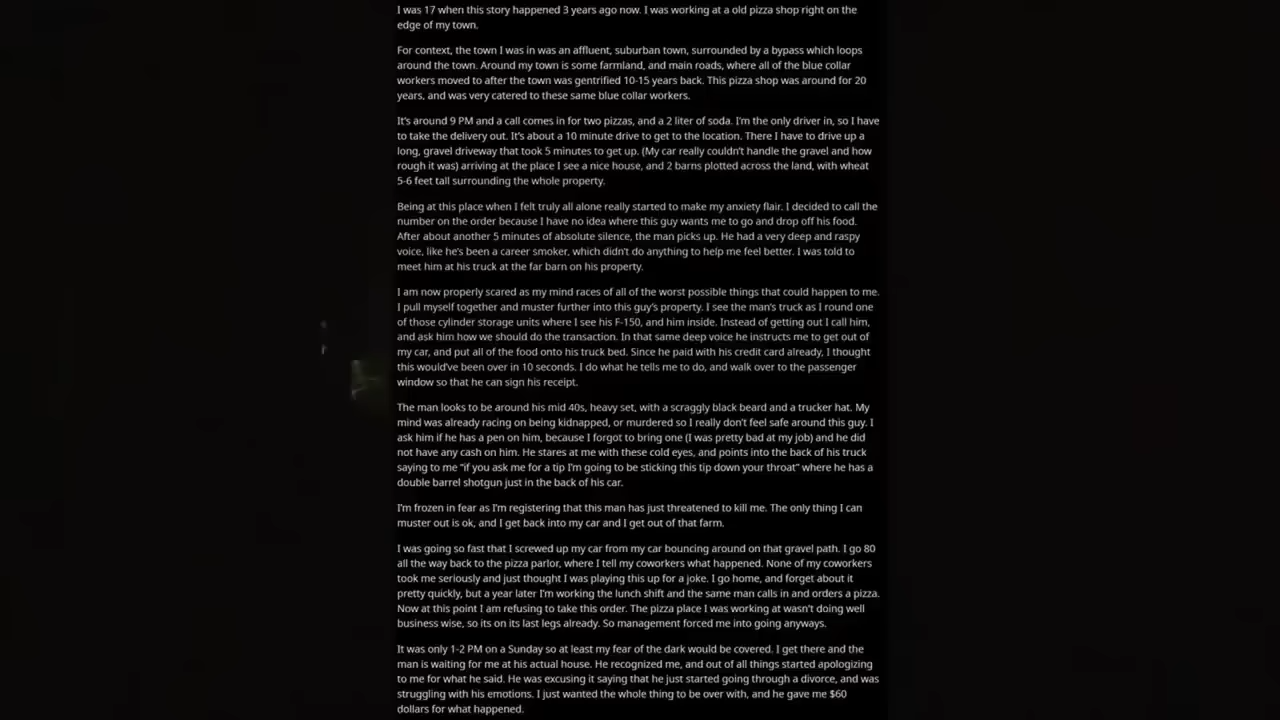 I was 17 when this story happened 3 years ago now. I was working at a old pizza shop right on the
edge of my town.
For context, the town I was in was an affluent, suburban town, surrounded by a bypass which loops
around the town. Around my town is some farmland, and main roads, where all of the blue collar
workers moved to after the town was gentrified 10-15 years back. This pizza shop was around for 20
years, and was very catered to these same blue collar workers.
It's around 9 PM and a call comes in for two pizzas, and a 2 liter of soda. I'm the only driver in, so I have
to take the delivery out. It's about a 10 minute drive to get to the location. There I have to drive up a
long, gravel driveway that took 5 minutes to get up. (My car really couldn't handle the gravel and how
rough it was) arriving at the place I see a nice house, and 2 barns plotted across the land, with wheat
5-6 feet tall surrounding the whole property.
Being at this place when I felt truly all alone really started to make my anxiety flair. I decided to call the
number on the order because I have no idea where this guy wants me to go and drop off his food.
After about another 5 minutes of absolute silence, the man picks up. He had a very deep and raspy
voice, like he's been a career smoker, which didn't do anything to help me feel better. I was told to
meet him at his truck at the far barn on his property.
I am now properly scared as my mind races of all of the worst possible things that could happen to me.
I pull myself together and muster further into this guy's property. I see the man's truck as I round one
of those cylinder storage units where I see his F-150, and him inside. Instead of getting out I call him,
and ask him how we should do the transaction. In that same deep voice he instructs me to get out of
my car, and put all of the food onto his truck bed. Since he paid with his credit card already, I thought
this would've been over in 10 seconds. I do what he tells me to do, and walk over to the passenger
window so that he can sign his receipt.
The man looks to be around his mid 40s, heavy set, with a scraggly black beard and a trucker hat. My
mind was already racing on being kidnapped, or murdered so I really don't feel safe around this guy. I
ask him if he has a pen on him, because I forgot to bring one (I was pretty bad at my job) and he did
not have any cash on him. He stares at me with these cold eyes, and points into the back of his truck
saying to me "if you ask me for a tip I'm going to be sticking this tip down your throat" where he has a
double barrel shotgun just in the back of his car.
I'm frozen in fear as I'm registering that this man has just threatened to kill me. The only thing I can
muster out is ok, and I get back into my car and I get out of that farm.
I was going so fast that I screwed up my car from my car bouncing around on that gravel path. I go 80
all the way back to the pizza parlor, where I tell my coworkers what happened. None of my coworkers
took me seriously and just thought I was playing this up for a joke. I go home, and forget about it
pretty quickly, but a year later I'm working the lunch shift and the same man calls in and orders a pizza.
Now at this point I am refusing to take this order. The pizza place I was working at wasn't doing well
business wise, so its on its last legs already. So management forced me into going anyways.
It was only 1-2 PM on a Sunday so at least my fear of the dark would be covered. I get there and the
man is waiting for me at his actual house. He recognized me, and out of all things started apologizing
to me for what he said. He was excusing it saying that he just started going through a divorce, and was
struggling with his emotions. I just wanted the whole thing to be over with, and he gave me $60
dollars for what happened.